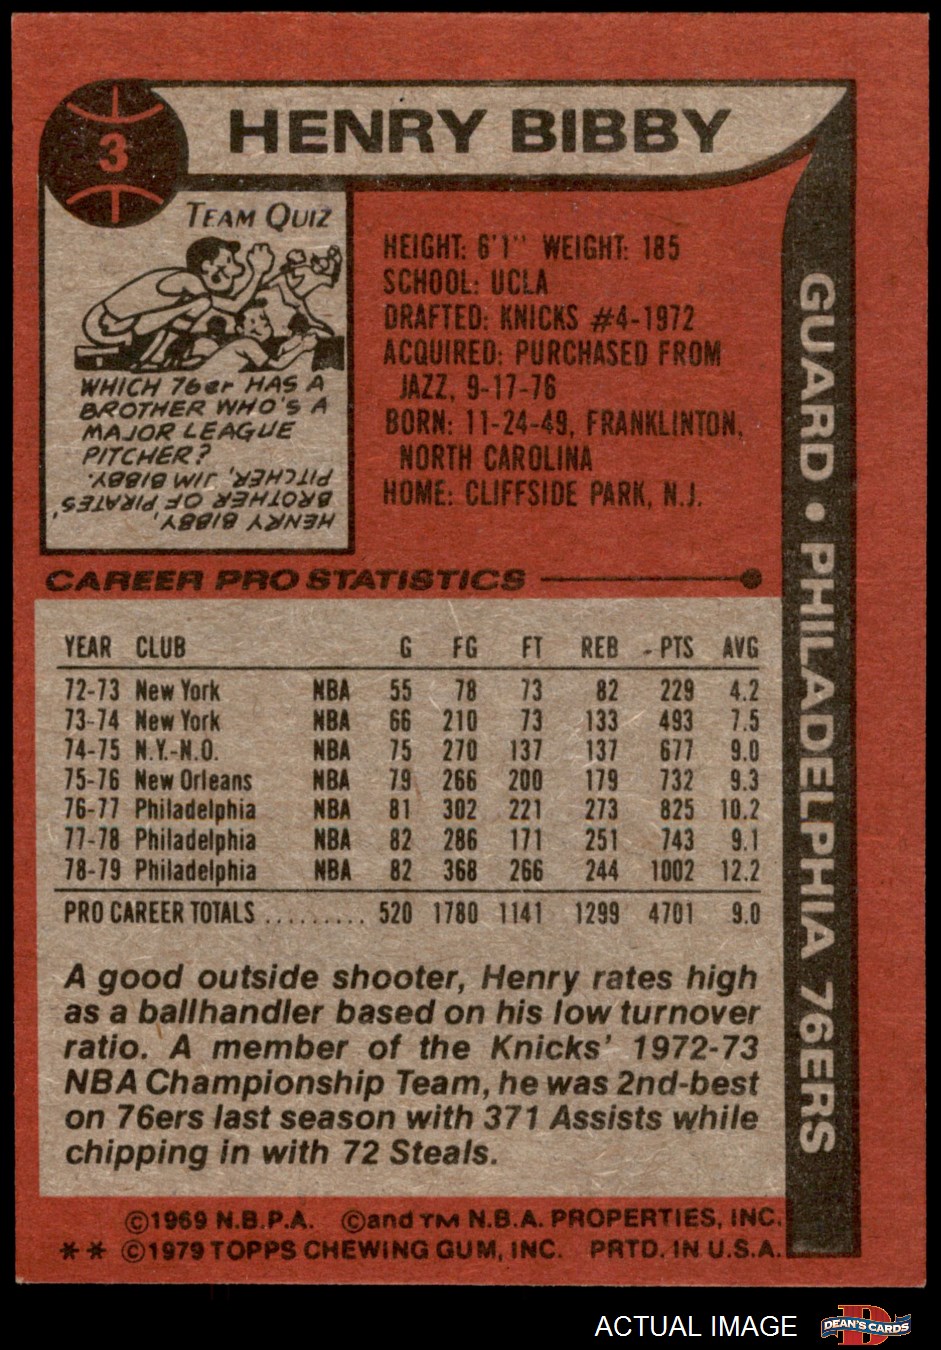 3
HENRY BIBBY
TEAM QUIZ
WHICH 76er HAS A
BROTHER WHO'S A
MAJOR LEAGUE
PITCHER?
HENRY BIBBY,
BROTHER OF PIRATES'
PITCHER, JIM BIBBY.
HEIGHT: 6'1" WEIGHT: 185
SCHOOL: UCLA
DRAFTED: KNICKS #4-1972
ACQUIRED: PURCHASED FROM
JAZZ, 9-17-76
BORN: 11-24-49, FRANKLINTON,
NORTH CAROLINA
HOME: CLIFFSIDE PARK, N.J.
GUARD • PHILADELPHIA 76ERS
CAREER PRO STATISTICS
YEAR CLUB G FG FT REB PTS AVG
72-73 New York NBA 55 78 73 82 229 4.2
73-74 New York NBA 66 210 73 133 493 7.5
74-75 N.Y.-N.O. NBA 75 270 137 137 677 9.0
75-76 New Orleans NBA 79 266 200 179 732 9.3
76-77 Philadelphia NBA 81 302 221 273 825 10.2
77-78 Philadelphia NBA 82 286 171 251 743 9.1
78-79 Philadelphia NBA 82 368 266 244 1002 12.2
PRO CAREER TOTALS ......... 520 1780 1141 1299 4701 9.0
A good outside shooter, Henry rates high
as a ballhandler based on his low turnover
ratio. A member of the Knicks' 1972-73
NBA Championship Team, he was 2nd-best
on 76ers last season with 371 Assists while
chipping in with 72 Steals.
©1969 N.B.P.A. ©and TM N.B.A. PROPERTIES, INC.
** ©1979 TOPPS CHEWING GUM, INC. PRTD. IN U.S.A.
ACTUAL IMAGE
D
DEAN'S CARDS